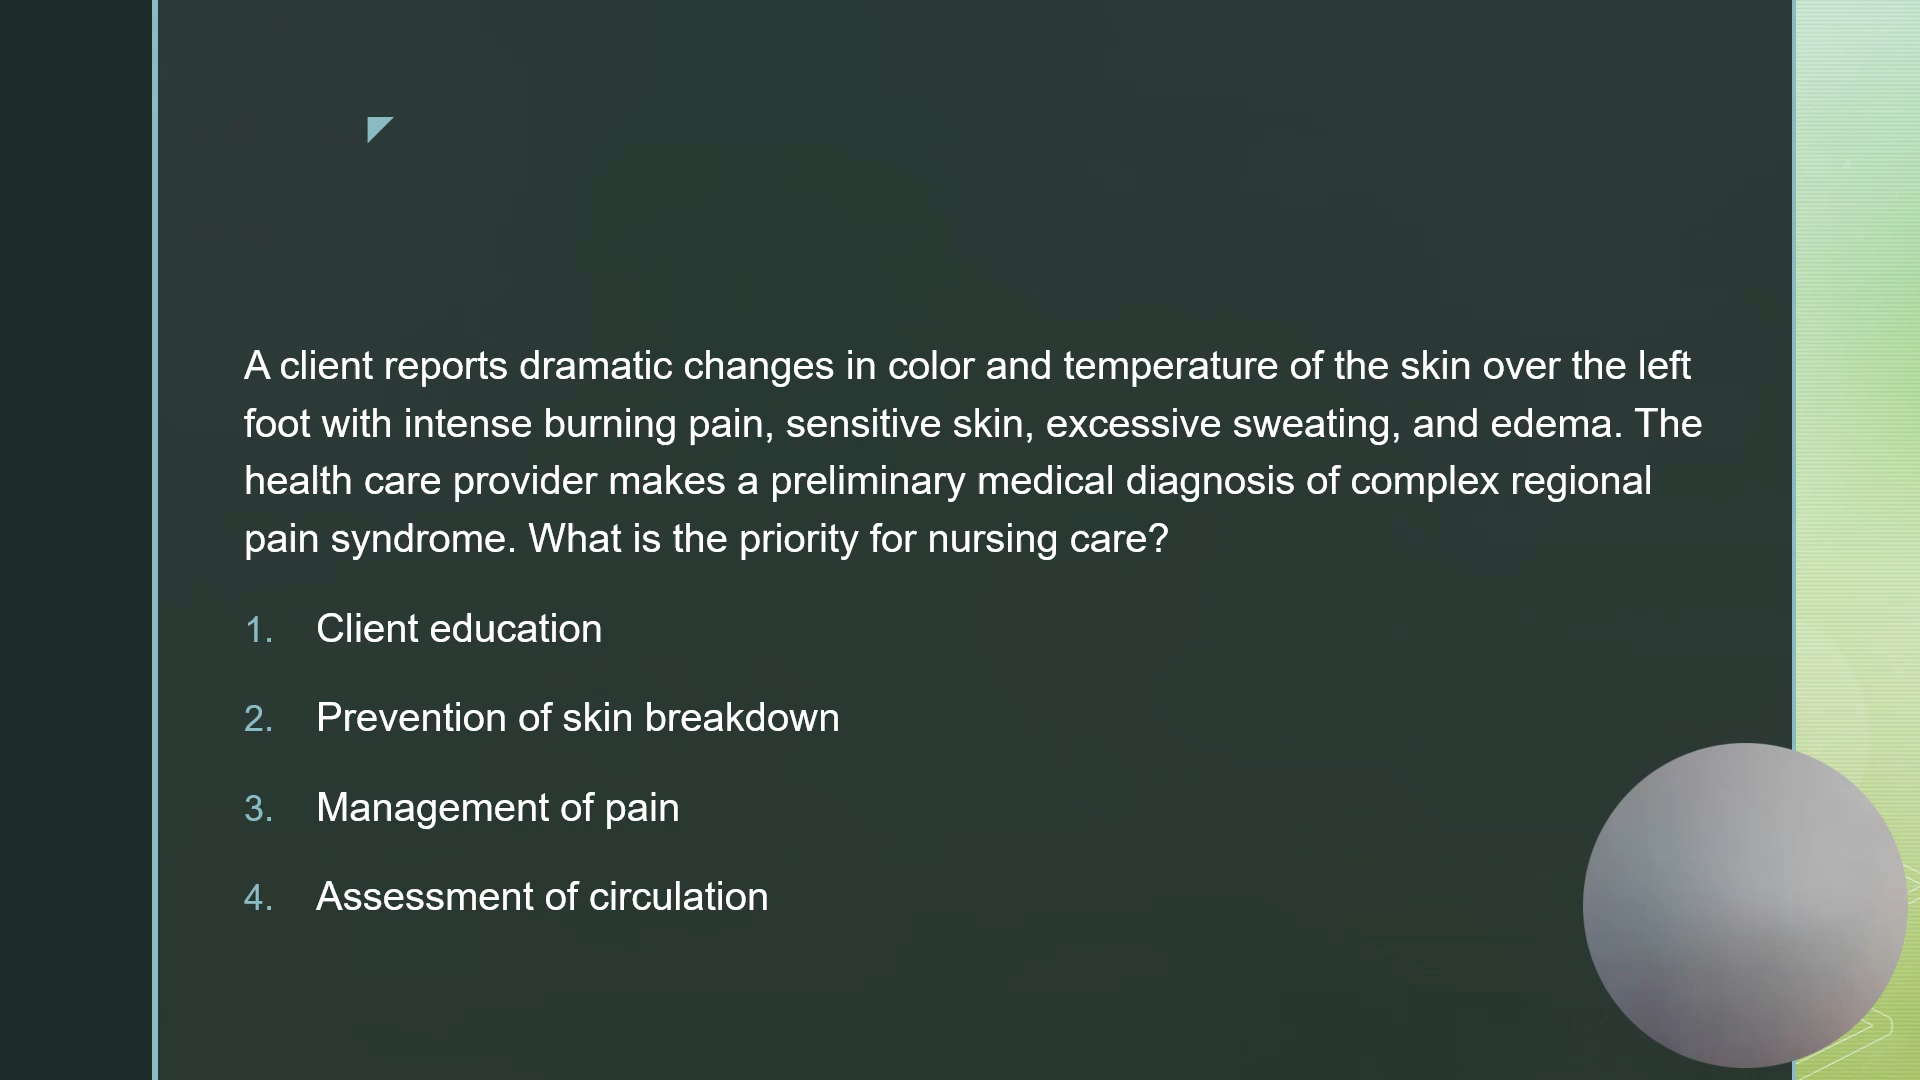 A client reports dramatic changes in color and temperature of the skin over the left
foot with intense burning pain, sensitive skin, excessive sweating, and edema. The
health care provider makes a preliminary medical diagnosis of complex regional
pain syndrome. What is the priority for nursing care?
1. Client education
2. Prevention of skin breakdown
3. Management of pain
4. Assessment of circulation